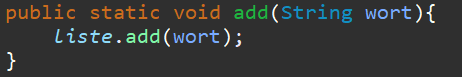 public static void add(String wort){
    liste.add(wort);
}